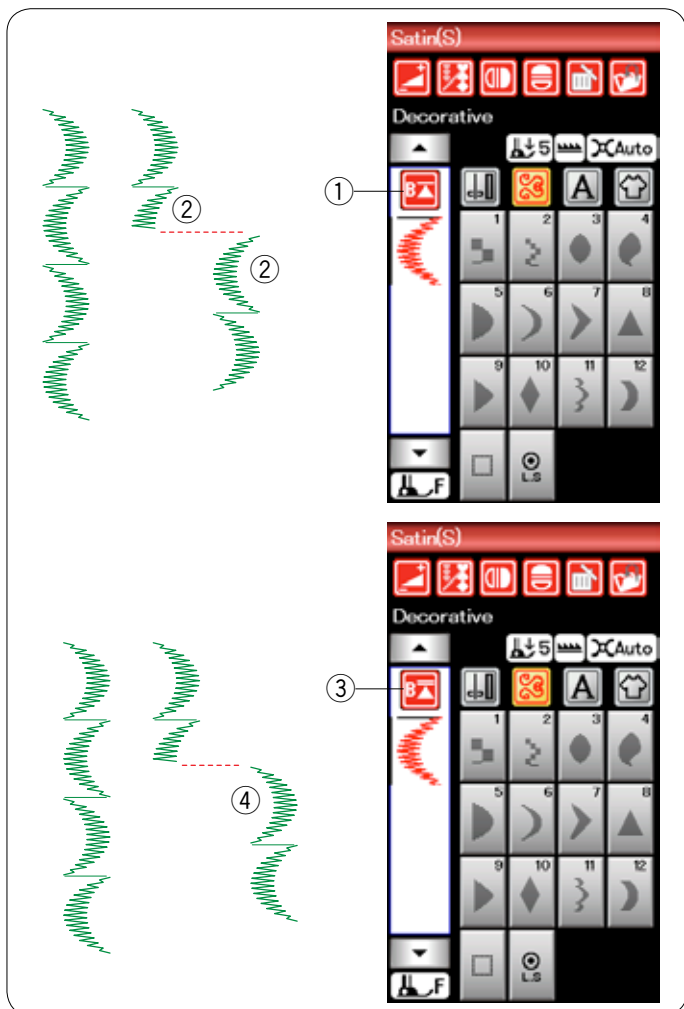 Satin(S)
Decorative
5 Auto
① B A
1 2 3 4
②
②
5 6 7 8
9 10 11 12
L.S
F
Satin(S)
Decorative
5 Auto
③ B A
1 2 3 4
④
5 6 7 8
9 10 11 12
L.S
F